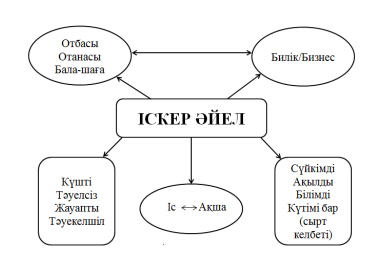 Отбасы
Отанасы
Бала-шаға
Билік/Бизнес
ІСКЕР ӘЙЕЛ
Күшті
Тәуелсіз
Жауапты
Тәуекелшіл
Іс ↔ Ақша
Сүйкімді
Ақылды
Білімді
Күтімі бар
(сырт
келбеті)